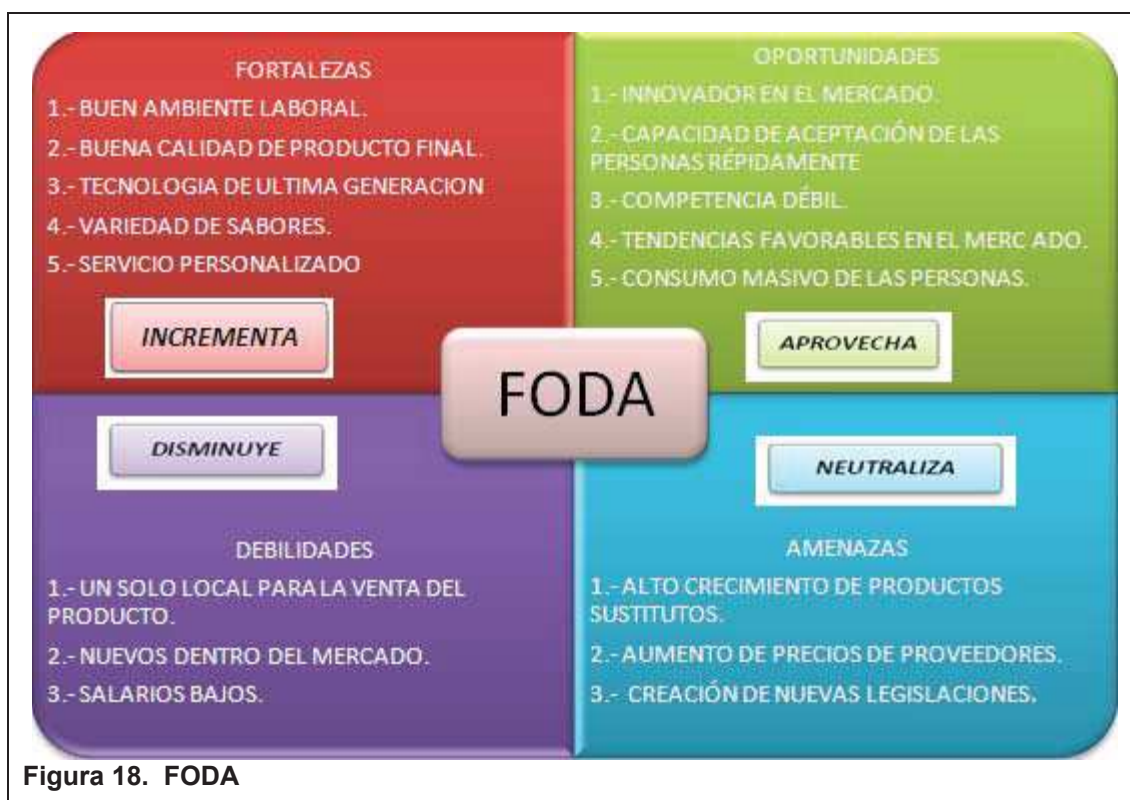 FORTALEZAS
1.- BUEN AMBIENTE LABORAL.
2.- BUENA CALIDAD DE PRODUCTO FINAL.
3.- TECNOLOGIA DE ULTIMA GENERACION
4.- VARIEDAD DE SABORES.
5.- SERVICIO PERSONALIZADO
INCREMENTA
OPORTUNIDADES
1.- INNOVADOR EN EL MERCADO.
2.- CAPACIDAD DE ACEPTACIÓN DE LAS
PERSONAS RÉPIDAMENTE
3.- COMPETENCIA DÉBIL.
4.- TENDENCIAS FAVORABLES EN EL MERC ADO.
5.- CONSUMO MASIVO DE LAS PERSONAS.
APROVECHA
FODA
DISMINUYE
DEBILIDADES
1.- UN SOLO LOCAL PARA LA VENTA DEL
PRODUCTO.
2.- NUEVOS DENTRO DEL MERCADO.
3.- SALARIOS BAJOS.
NEUTRALIZA
AMENAZAS
1.- ALTO CRECIMIENTO DE PRODUCTOS
SUSTITUTOS.
2.- AUMENTO DE PRECIOS DE PROVEEDORES.
3.- CREACIÓN DE NUEVAS LEGISLACIONES.
Figura 18. FODA